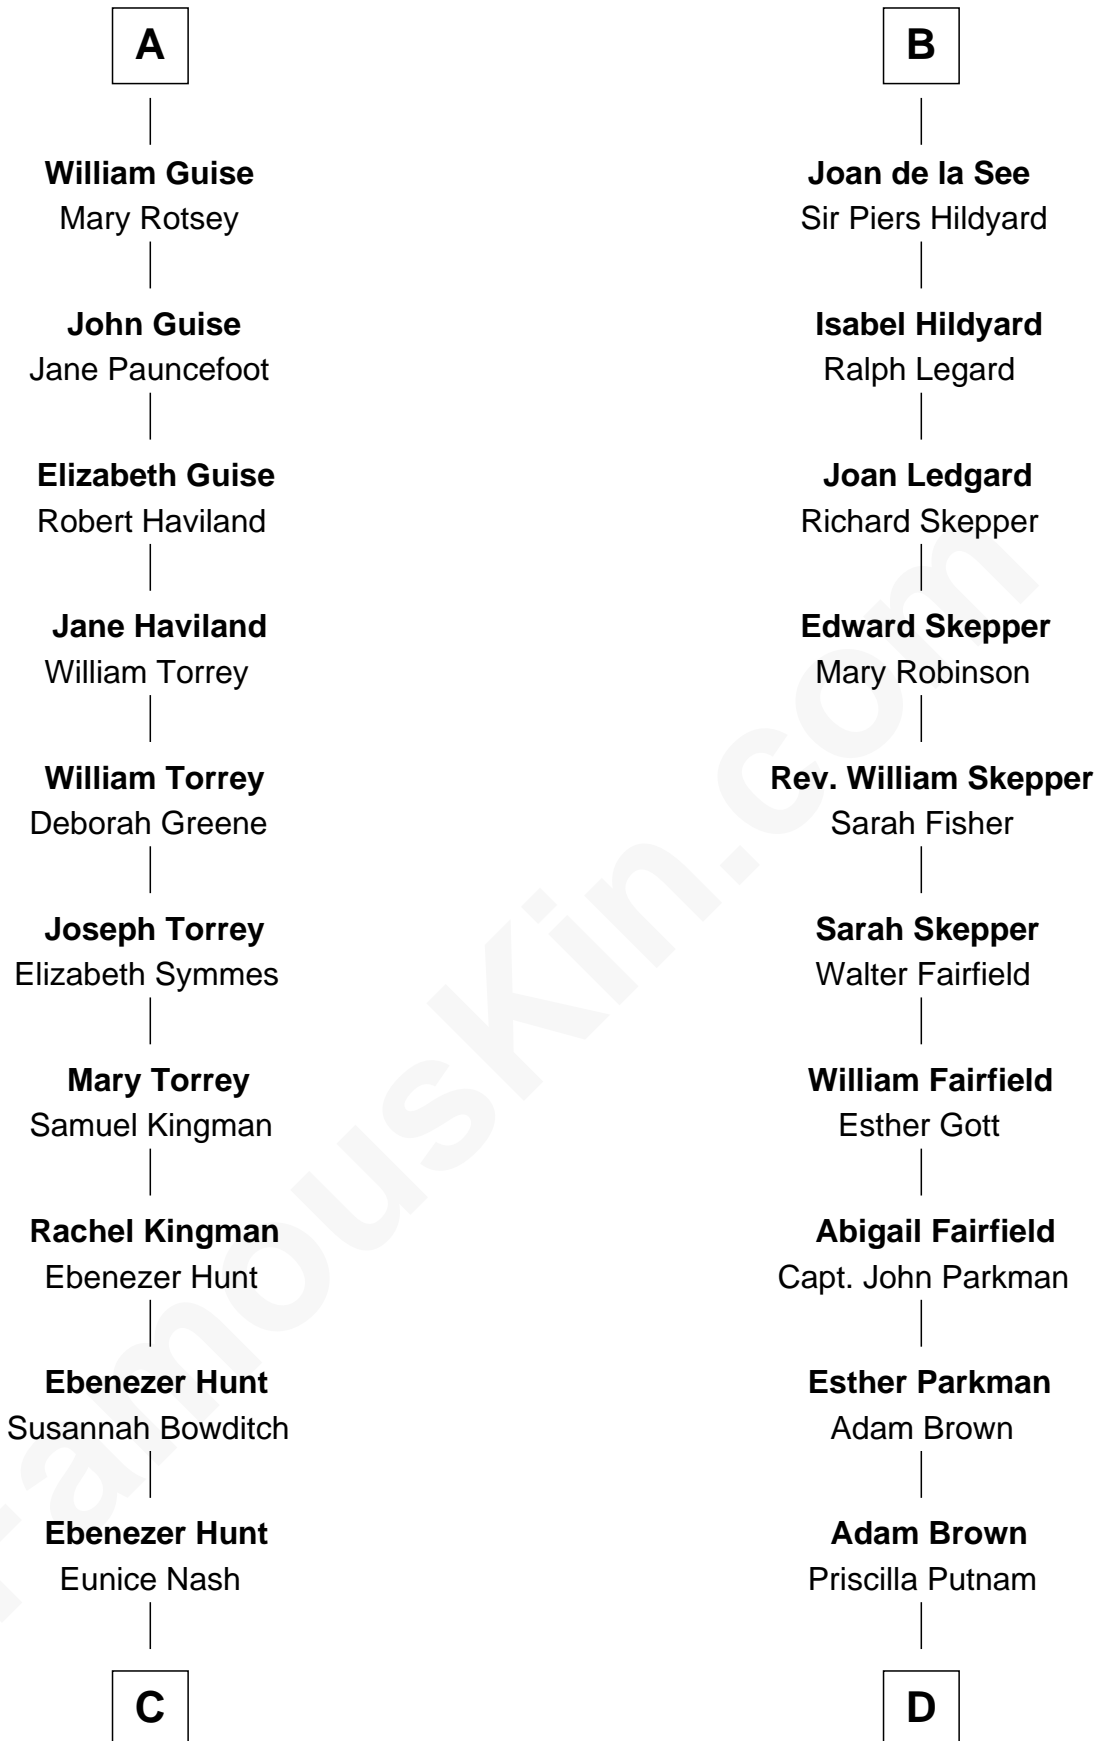 A
William Guise
Mary Rotsey
John Guise
Jane Pauncefoot
Elizabeth Guise
Robert Haviland
Jane Haviland
William Torrey
William Torrey
Deborah Greene
Joseph Torrey
Elizabeth Symmes
Mary Torrey
Samuel Kingman
Rachel Kingman
Ebenezer Hunt
Ebenezer Hunt
Susannah Bowditch
Ebenezer Hunt
Eunice Nash
C
B
Joan de la See
Sir Piers Hildyard
Isabel Hildyard
Ralph Legard
Joan Ledgard
Richard Skepper
Edward Skepper
Mary Robinson
Rev. William Skepper
Sarah Fisher
Sarah Skepper
Walter Fairfield
William Fairfield
Esther Gott
Abigail Fairfield
Capt. John Parkman
Esther Parkman
Adam Brown
Adam Brown
Priscilla Putnam
D
FamousKin.com